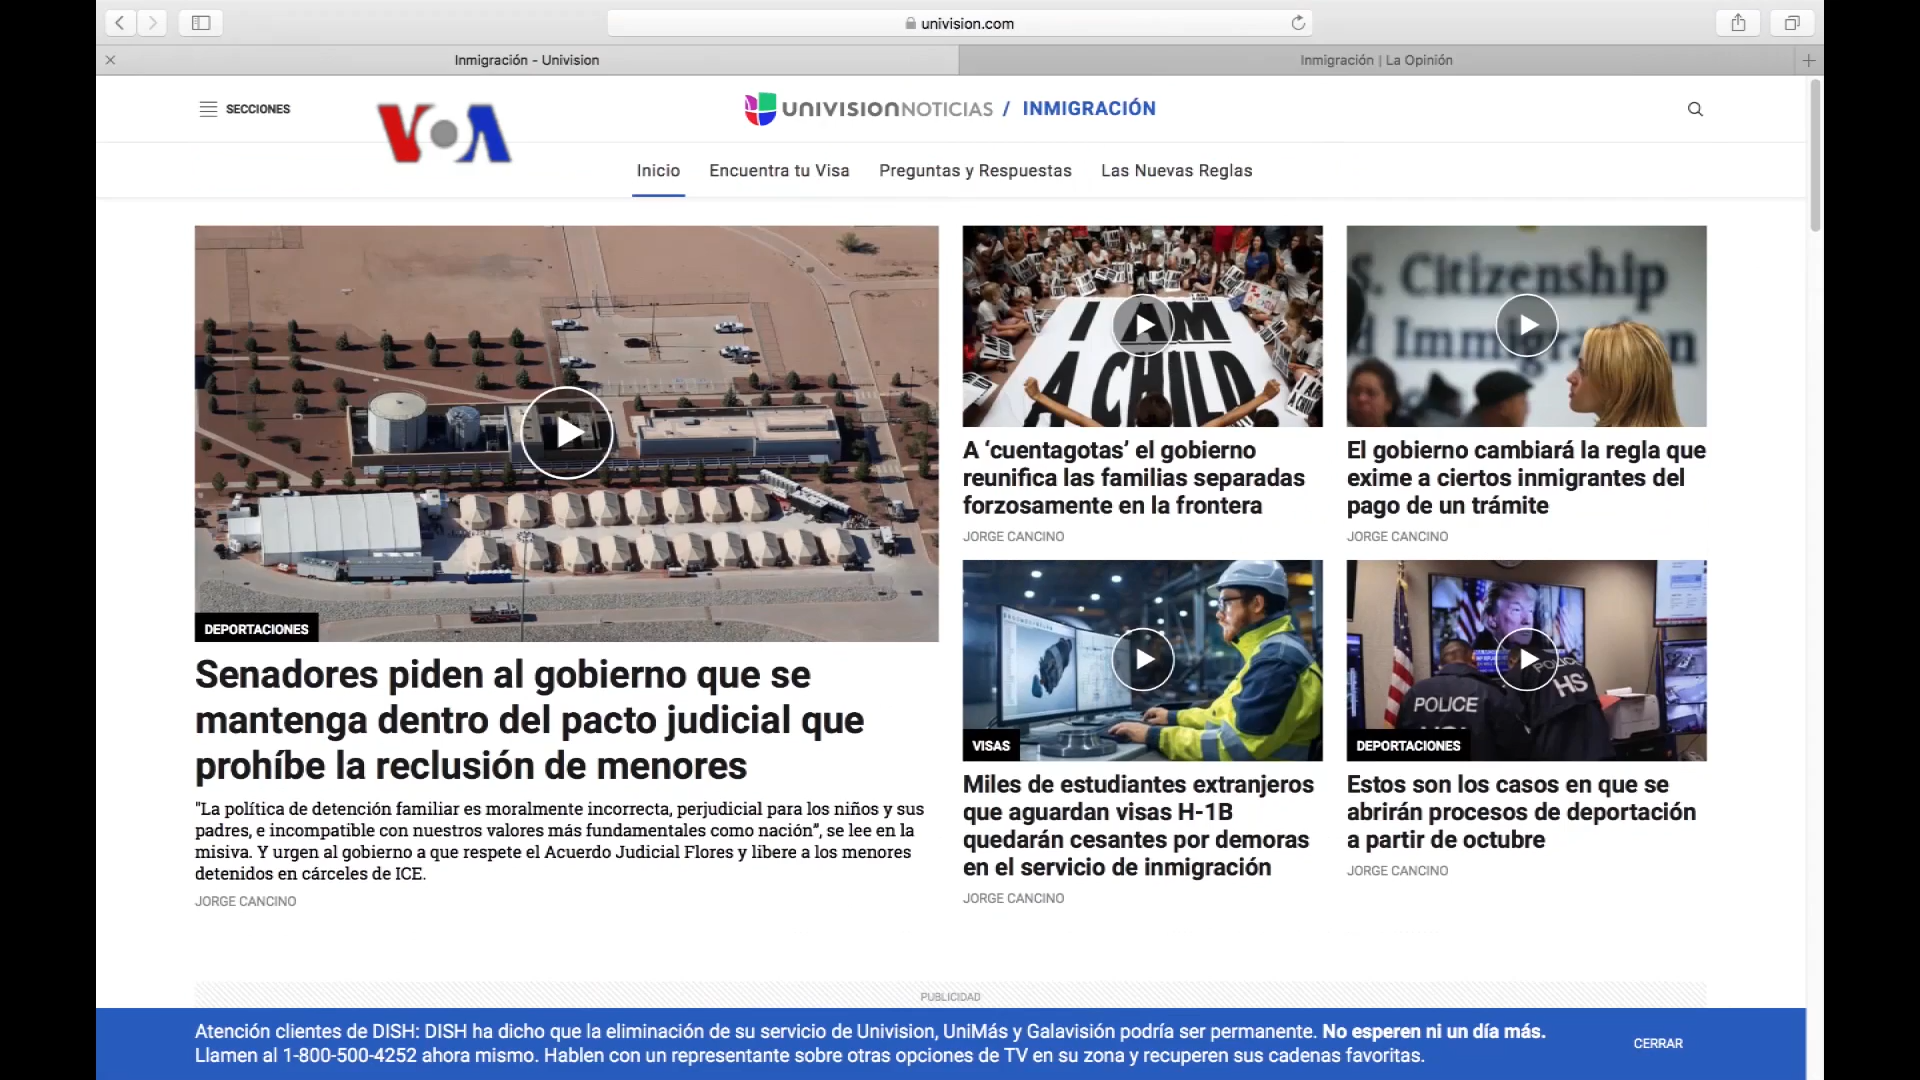 univision.com
Inmigración - Univision
Inmigración | La Opinión
SECCIONES
VOA
UNIVISION NOTICIAS / INMIGRACIÓN
Inicio
Encuentra tu Visa
Preguntas y Respuestas
Las Nuevas Reglas
DEPORTACIONES
Senadores piden al gobierno que se
mantenga dentro del pacto judicial que
prohíbe la reclusión de menores
"La política de detención familiar es moralmente incorrecta, perjudicial para los niños y sus
padres, e incompatible con nuestros valores más fundamentales como nación”, se lee en la
misiva. Y urgen al gobierno a que respete el Acuerdo Judicial Flores y libere a los menores
detenidos en cárceles de ICE.
JORGE CANCINO
I AM
A CHILD
A ‘cuentagotas’ el gobierno
reunifica las familias separadas
forzosamente en la frontera
JORGE CANCINO
S. Citizenship
d Immigration
El gobierno cambiará la regla que
exime a ciertos inmigrantes del
pago de un trámite
JORGE CANCINO
VISAS
Miles de estudiantes extranjeros
que aguardan visas H-1B
quedarán cesantes por demoras
en el servicio de inmigración
JORGE CANCINO
POLICE
POLICE
HS
DEPORTACIONES
Estos son los casos en que se
abrirán procesos de deportación
a partir de octubre
JORGE CANCINO
PUBLICIDAD
Atención clientes de DISH: DISH ha dicho que la eliminación de su servicio de Univision, UniMás y Galavisión podría ser permanente. No esperen ni un día más.
Llamen al 1-800-500-4252 ahora mismo. Hablen con un representante sobre otras opciones de TV en su zona y recuperen sus cadenas favoritas.
CERRAR